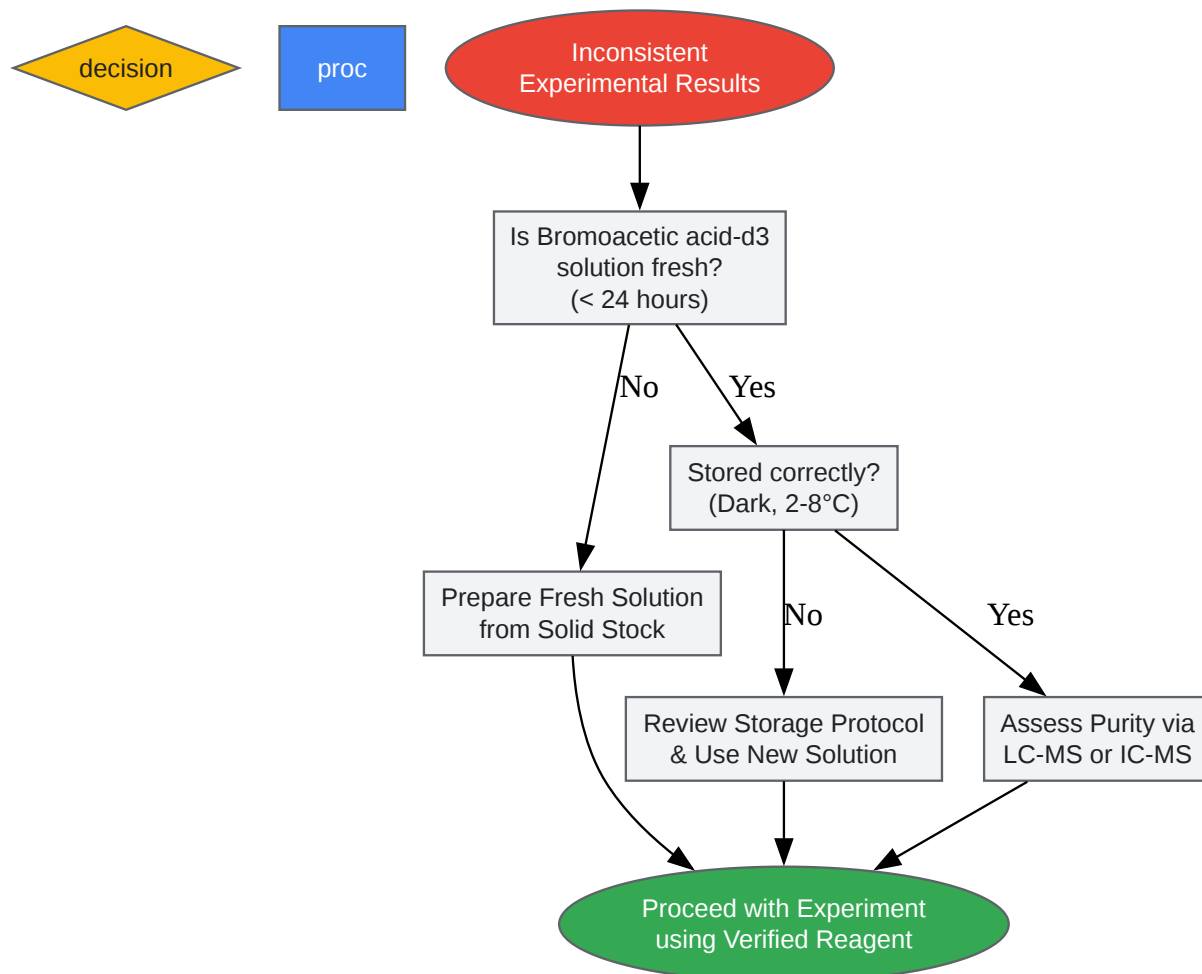 decision
proc
Inconsistent
Experimental Results
Is Bromoacetic acid-d3
solution fresh?
(< 24 hours)
No
Yes
Stored correctly?
(Dark, 2-8°C)
Prepare Fresh Solution
from Solid Stock
No
Yes
Review Storage Protocol
& Use New Solution
Assess Purity via
LC-MS or IC-MS
Proceed with Experiment
using Verified Reagent